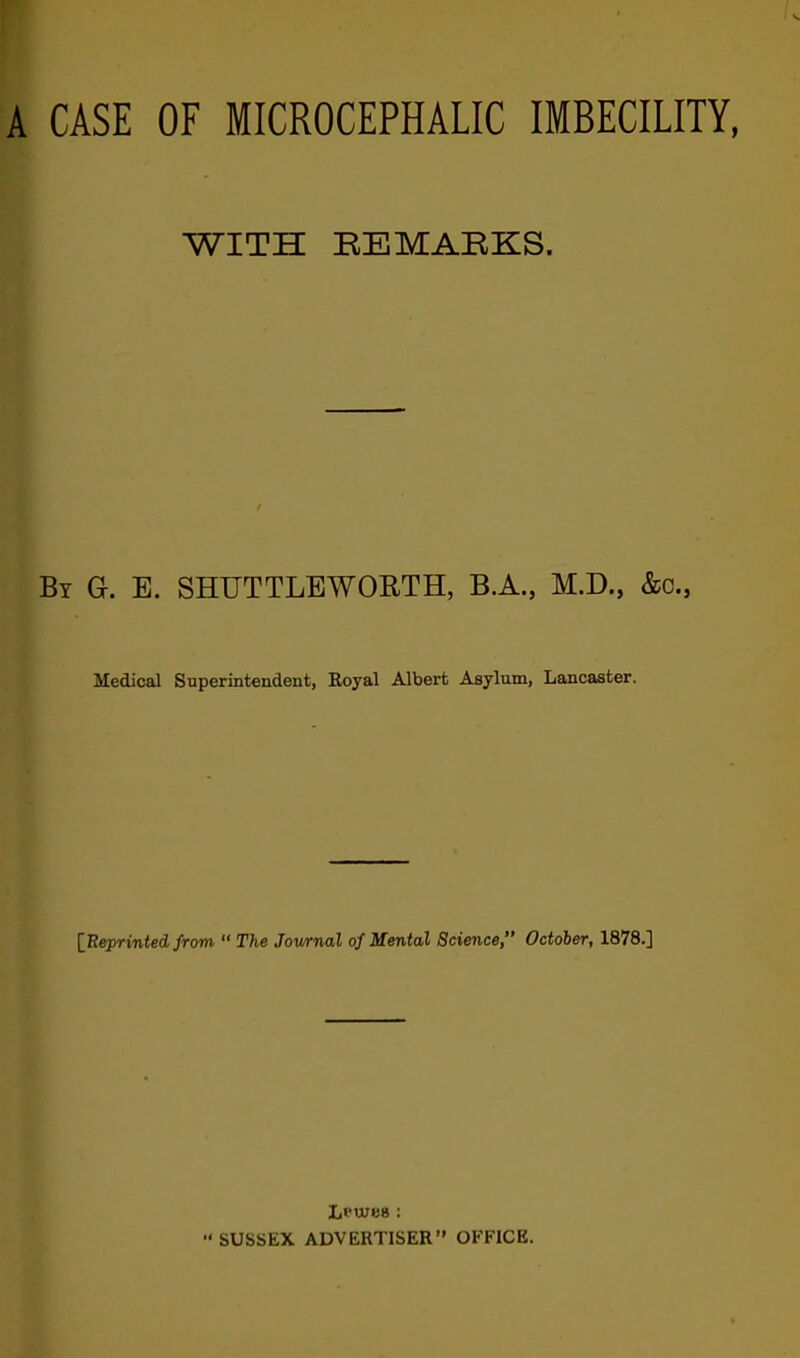 A CASE OF MICROCEPHALIC IMBECILITY,
WITH REMARKS.
By G. E. SHUTTLEWORTH, B.A., M.D., &c.,
Medical Superintendent, Royal Albert Asylum, Lancaster.
[Reprinted from "The Journal of Mental Science," October, 1878.]
Lewes:
"SUSSEX ADVERTISER" OFFICE.